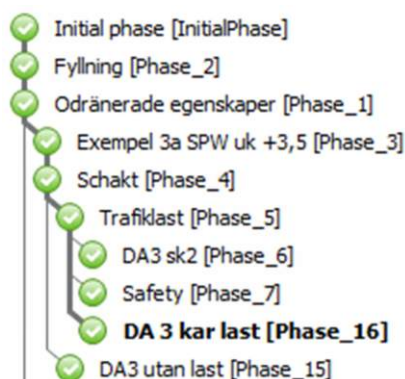 Initial phase [InitialPhase]
Fyllning [Phase_2]
Odränerade egenskaper [Phase_1]
Exempel 3a SPW uk +3,5 [Phase_3]
Schakt [Phase_4]
Trafiklast [Phase_5]
DA3 sk2 [Phase_6]
Safety [Phase_7]
DA 3 kar last [Phase_16]
DA3 utan last [Phase_15]